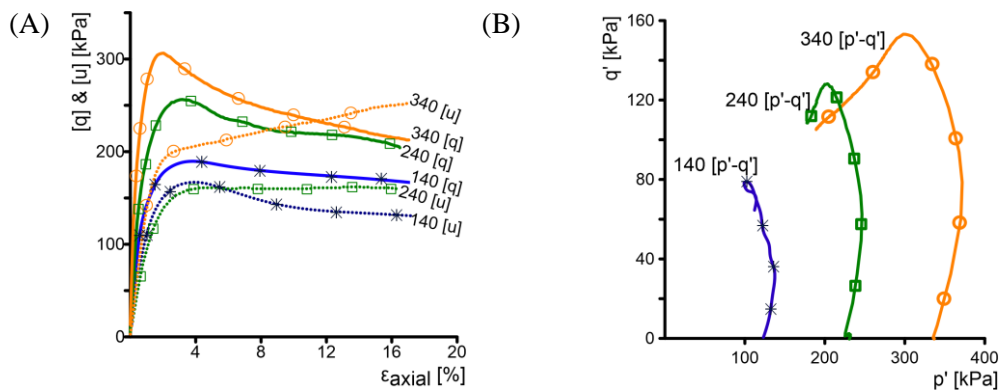 (A)
[q] & [u] [kPa]
300
200
100
0
4
8
12
16
20
εaxial [%]
340 [u]
340 [q]
240 [q]
140 [q]
240 [u]
140 [u]
(B)
q' [kPa]
160
120
80
40
0
100
200
300
400
p' [kPa]
340 [p'-q']
240 [p'-q']
140 [p'-q']